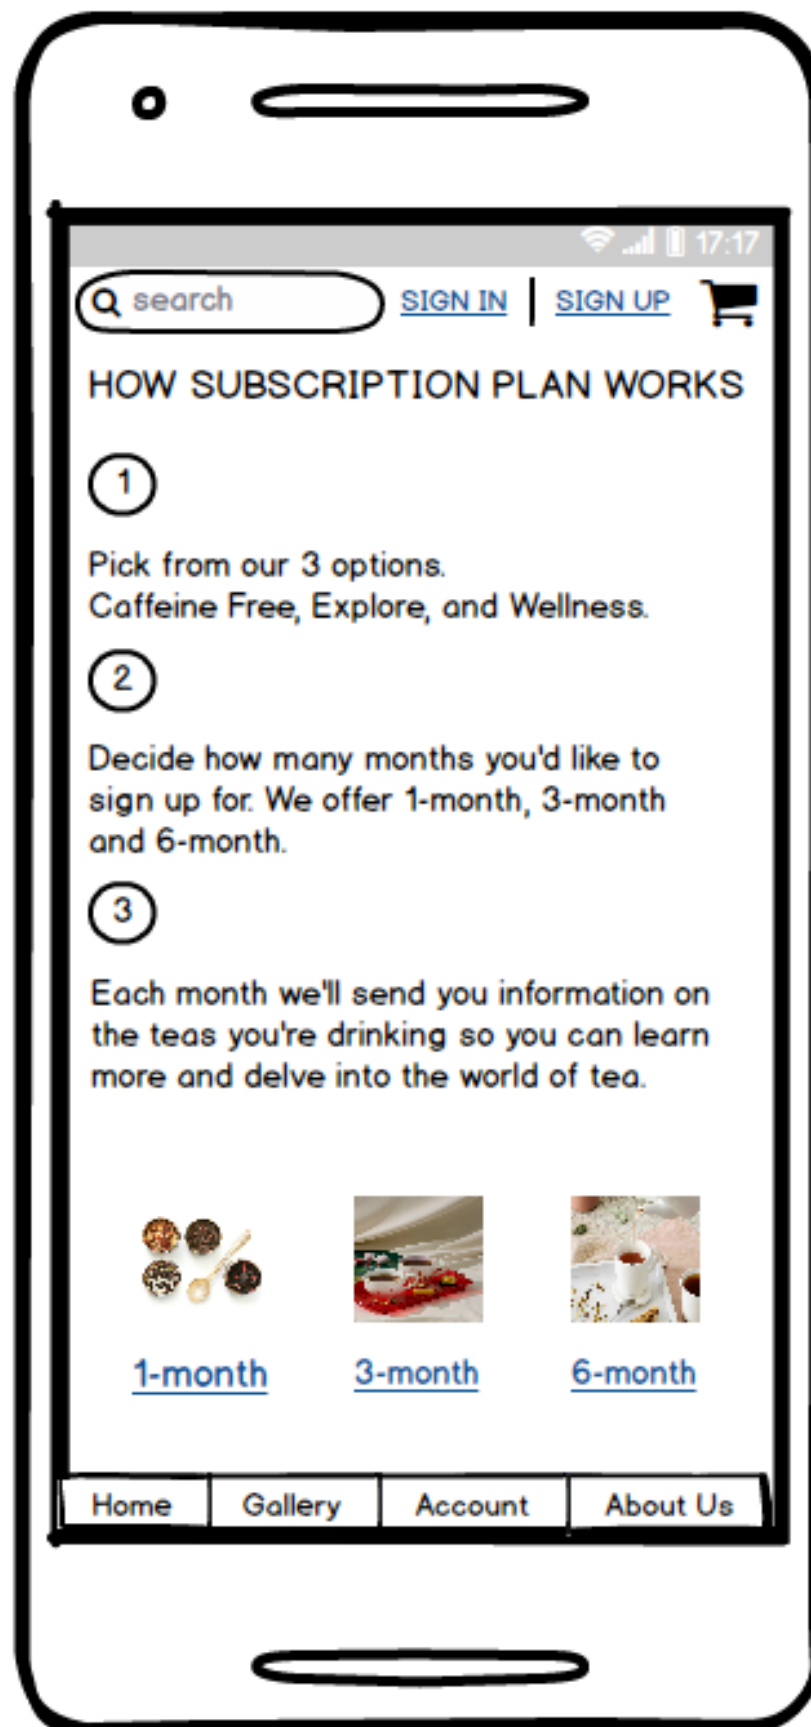 17:17
search SIGN IN SIGN UP
HOW SUBSCRIPTION PLAN WORKS
1
Pick from our 3 options.
Caffeine Free, Explore, and Wellness.
2
Decide how many months you'd like to
sign up for. We offer 1-month, 3-month
and 6-month.
3
Each month we'll send you information on
the teas you're drinking so you can learn
more and delve into the world of tea.
1-month 3-month 6-month
Home Gallery Account About Us